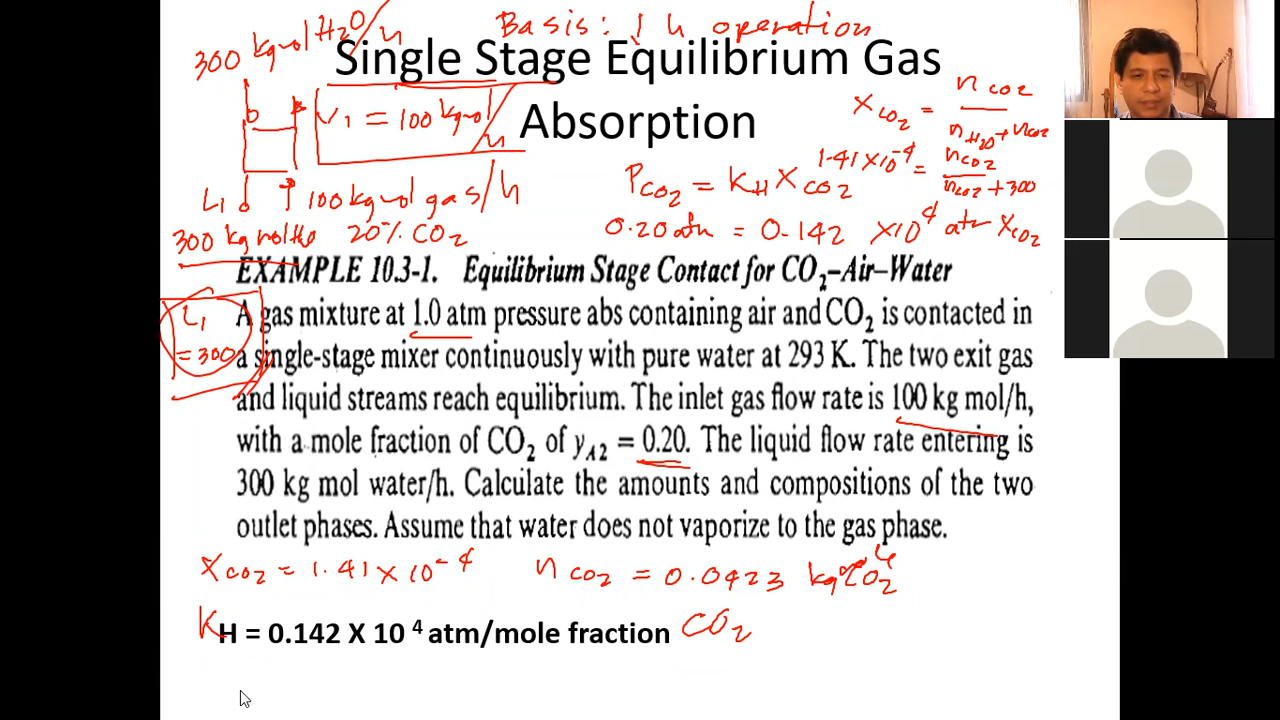 Basis: 1 h operation
300 kgmol H2O/h
Single Stage Equilibrium Gas
Absorption
V1 = 100 kgmol/h
xCO2 = nCO2 / nH2O + nCO2
1.41 x 10^-4 = nCO2 / nCO2 + 300
PCO2 = KH XCO2
L1
100 kgmol gas/h
300 kg mol
20% CO2
0.20 atm = 0.142 x10^4 atm XCO2
EXAMPLE 10.3-1. Equilibrium Stage Contact for CO2–Air–Water
L1
= 300
A gas mixture at 1.0 atm pressure abs containing air and CO2 is contacted in
a single-stage mixer continuously with pure water at 293 K. The two exit gas
and liquid streams reach equilibrium. The inlet gas flow rate is 100 kg mol/h,
with a mole fraction of CO2 of yA2 = 0.20. The liquid flow rate entering is
300 kg mol water/h. Calculate the amounts and compositions of the two
outlet phases. Assume that water does not vaporize to the gas phase.
xCO2 = 1.41 x 10^-4 nCO2 = 0.0423 kg CO2
K H = 0.142 X 10 4 atm/mole fraction CO2